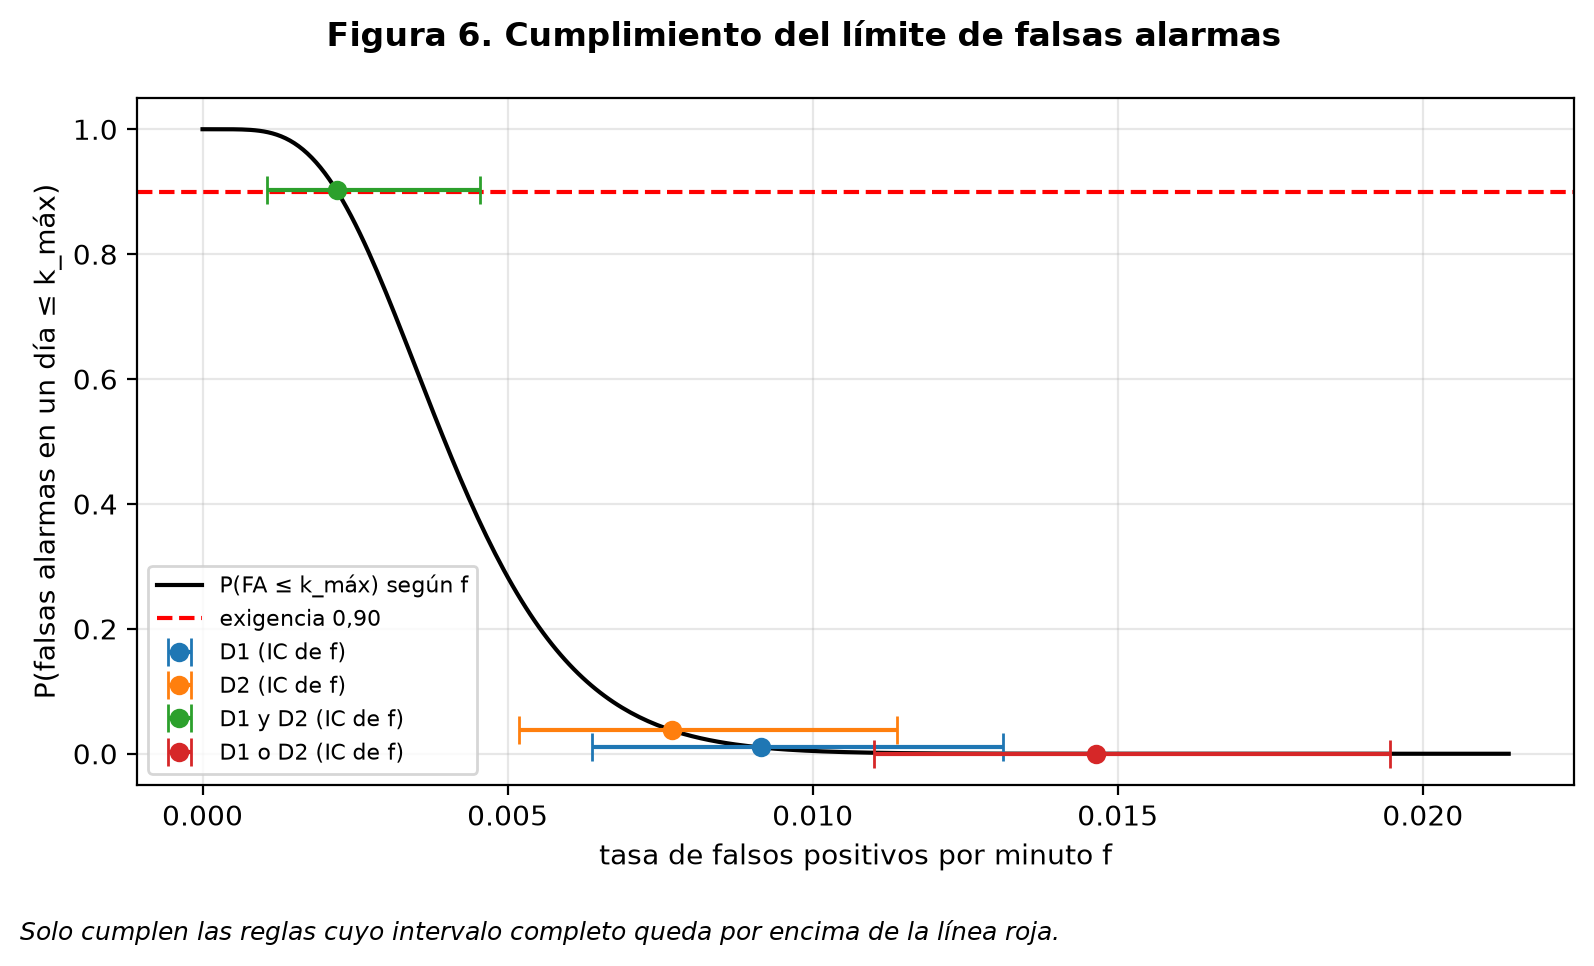 Figura 6. Cumplimiento del límite de falsas alarmas
P(falsas alarmas en un día ≤ k_máx)
1.0
0.8
0.6
0.4
0.2
0.0
P(FA ≤ k_máx) según f
exigencia 0,90
D1 (IC de f)
D2 (IC de f)
D1 y D2 (IC de f)
D1 o D2 (IC de f)
0.000 0.005 0.010 0.015 0.020
tasa de falsos positivos por minuto f
Solo cumplen las reglas cuyo intervalo completo queda por encima de la línea roja.